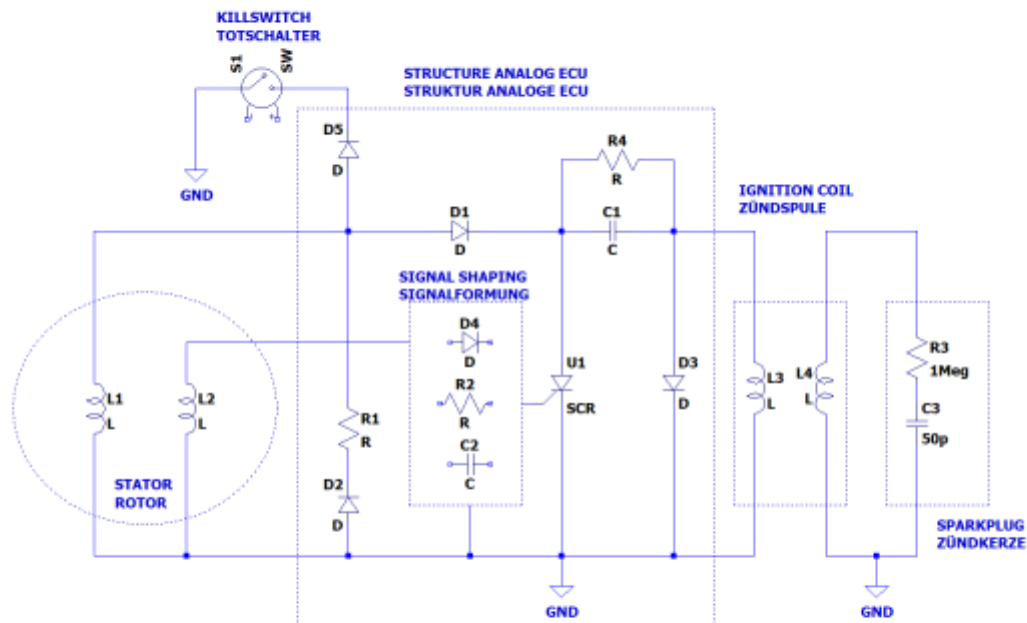 KILLSWITCH
TOTSCHALTER
S1
SW
STRUCTURE ANALOG ECU
STRUKTUR ANALOGE ECU
D5
D
R4
R
GND
D1
D
C1
C
IGNITION COIL
ZÜNDSPULE
SIGNAL SHAPING
SIGNALFORMUNG
D4
D
R2
R
C2
C
L1
L
L2
L
STATOR
ROTOR
R1
R
D2
D
U1
SCR
D3
D
L3
L
L4
L
R3
1Meg
C3
50p
SPARKPLUG
ZÜNDKERZE
GND
GND